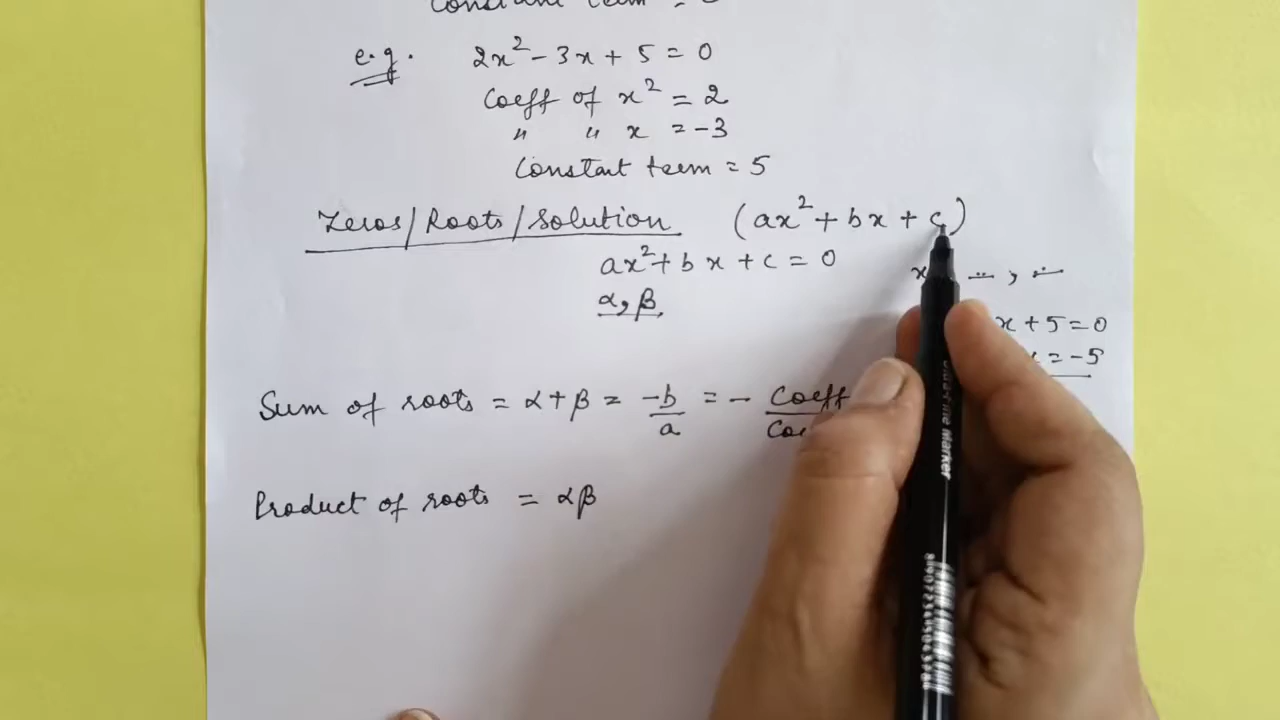 e.g. 2x² - 3x + 5 = 0
Coeff of x² = 2
" " x = -3
Constant term = 5
Zeros/Roots/Solution (ax² + bx + c)
ax² + bx + c = 0
α, β
x + 5 = 0
= -5
Sum of roots = α + β = -b/a = - Coeff
Product of roots = αβ